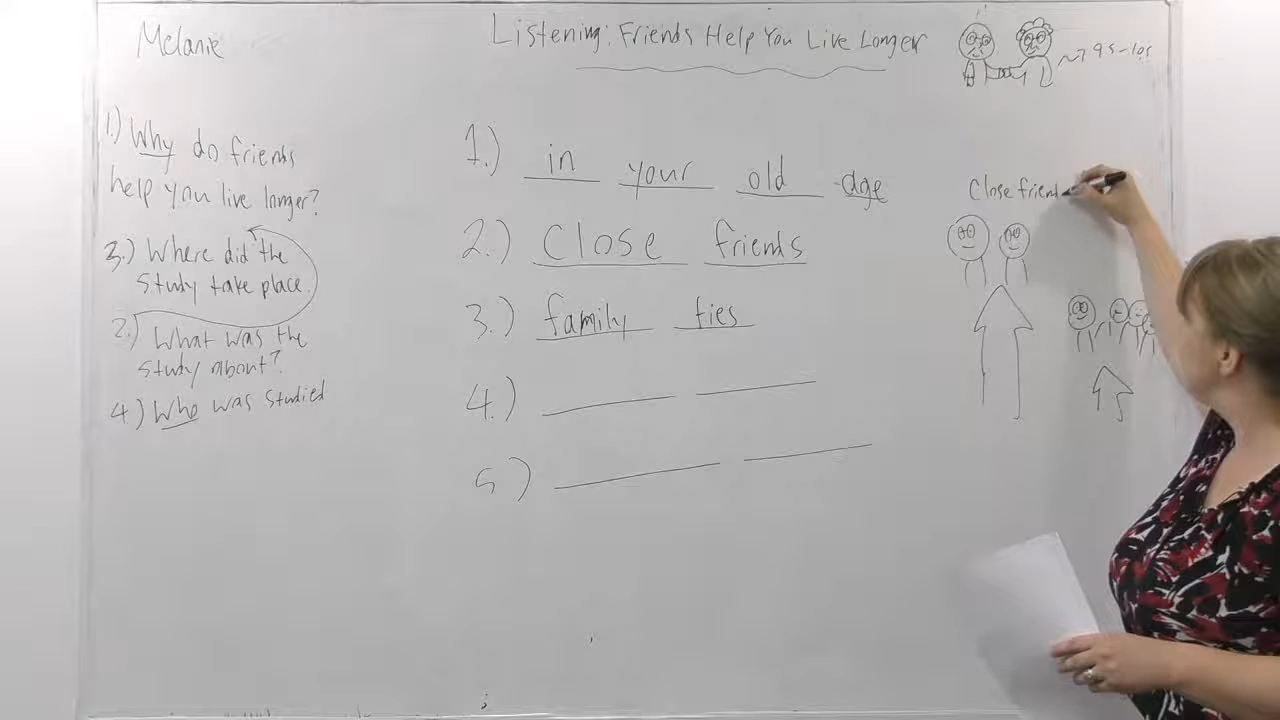 Melanie
Listening: Friends Help You Live Longer
~7 95-105
1.) Why do friends
help you live longer?
3.) Where did the
study take place.
2.) What was the
study about?
4.) Who was studied
1.) in your old age
2.) Close friends
3.) family ties
4.)
5)
Close friend